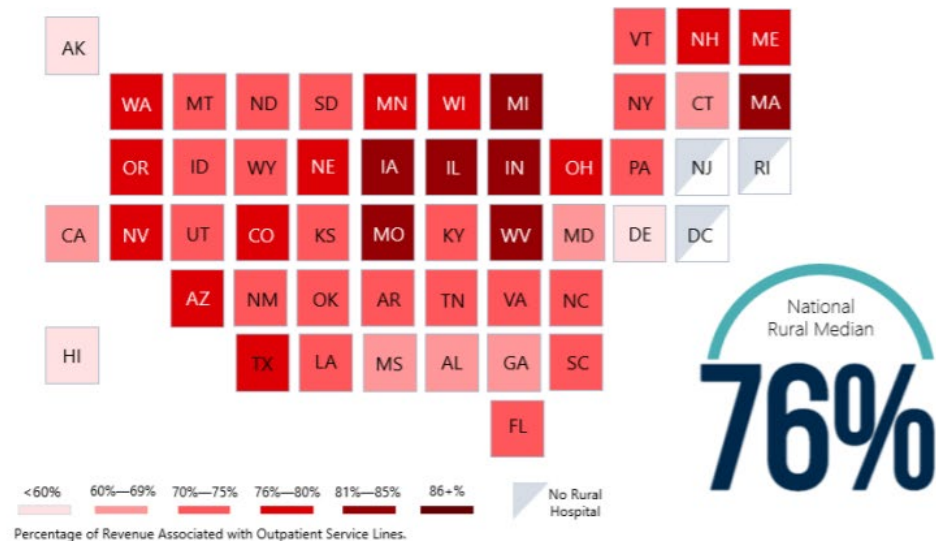 AK VT NH ME
WA MT ND SD MN WI MI NY CT MA
OR ID WY NE IA IL IN OH PA NJ RI
CA NV UT CO KS MO KY WV MD DE DC
AZ NM OK AR TN VA NC
HI TX LA MS AL GA SC
FL
National
Rural Median
76%
<60% 60%—69% 70%—75% 76%—80% 81%—85% 86+%
No Rural
Hospital
Percentage of Revenue Associated with Outpatient Service Lines.